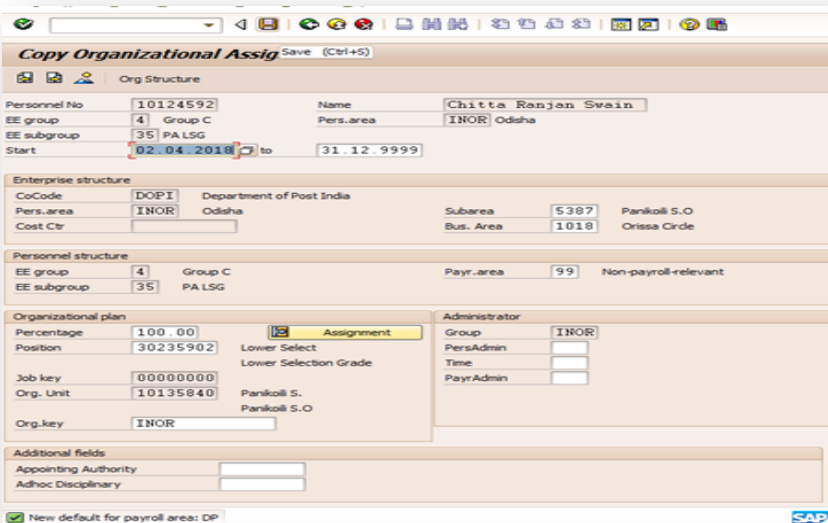 Copy Organizational Assig Save (Ctrl+S)
Org Structure
Personnel No 10124592 Name Chitta Ranjan Swain
EE group 4 Group C Pers.area INOR Odisha
EE subgroup 35 PA LSG
Start 02.04.2018 to 31.12.9999
Enterprise structure
CoCode DOPI Department of Post India
Pers.area INOR Odisha Subarea 5387 Panikoili S.O
Cost Ctr Bus. Area 1018 Orissa Circle
Personnel structure
EE group 4 Group C Payr.area 99 Non-payroll-relevant
EE subgroup 35 PA LSG
Organizational plan Administrator
Percentage 100.00 Assignment Group INOR
Position 30235902 Lower Select PersAdmin
Lower Selection Grade Time
Job key 00000000 PayrAdmin
Org. Unit 10135840 Panikoili S.
Panikoili S.O
Org.key INOR
Additional fields
Appointing Authority
Adhoc Disciplinary
New default for payroll area: DP SAP